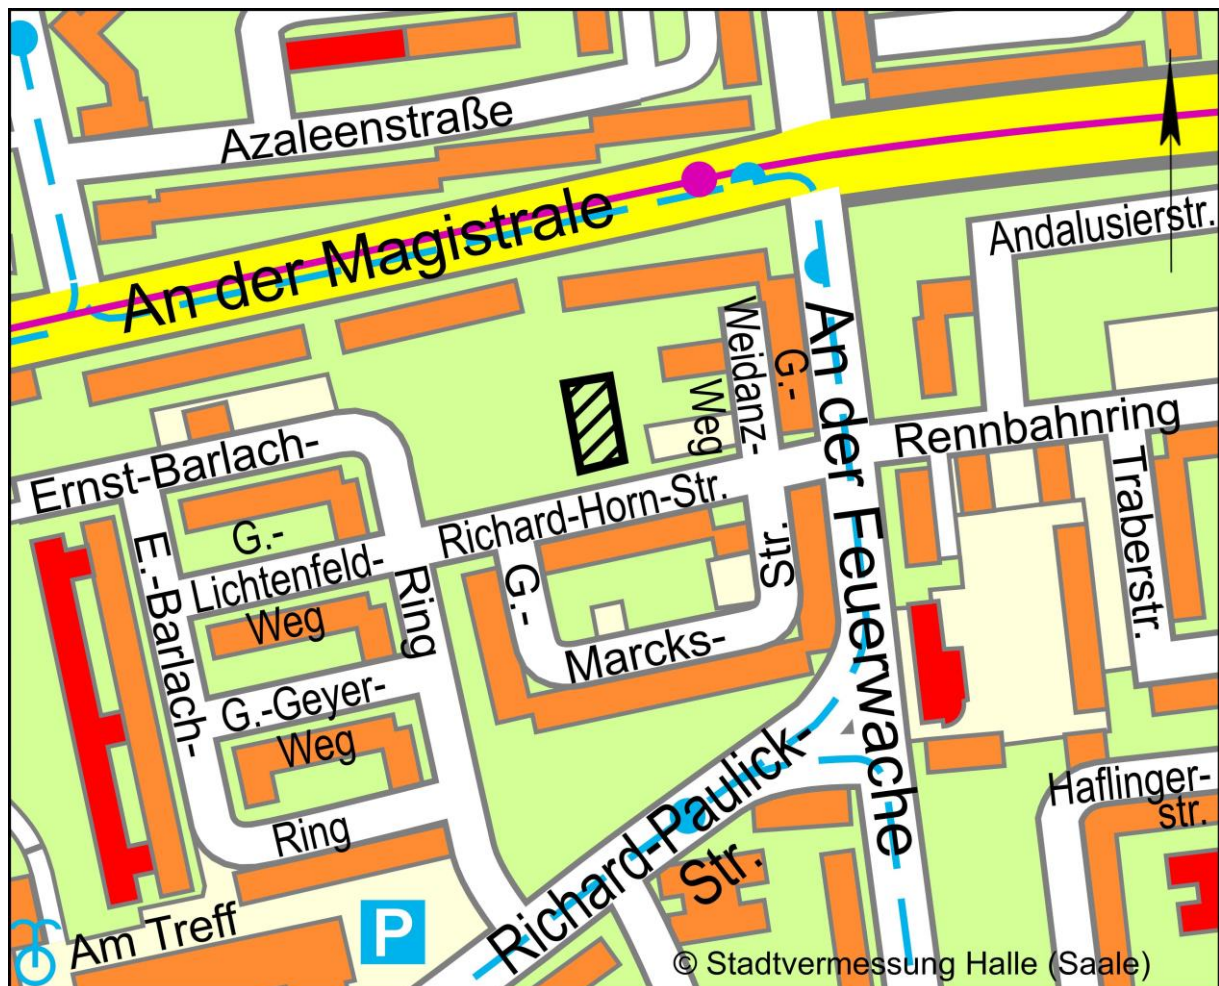 Azaleenstraße
An der Magistrale
Andalusierstr.
An der Feuerwache
Weidanz-
Weg
G.-
Rennbahnring
Ernst-Barlach-
Ring
Richard-Horn-Str.
G.-
Lichtenfeld-
Weg
E.-Barlach-
Ring
G.-
Marcks-
Str.
Traberstr.
G.-Geyer-
Weg
Richard-Paulick-
Str.
Haflinger-
str.
Am Treff
P
© Stadtvermessung Halle (Saale)